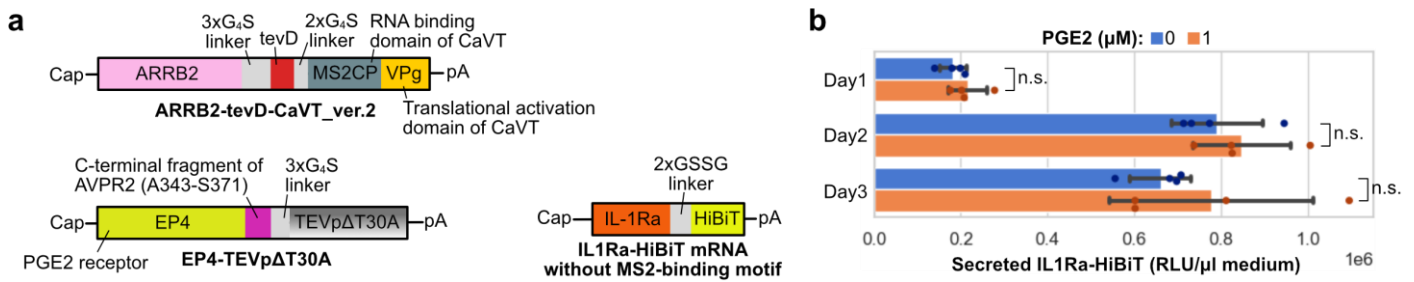 a
3xG₄S linker
tevD
2xG₄S linker
RNA binding domain of CaVT
Cap
ARRB2
MS2CP
VPg
pA
ARRB2-tevD-CaVT_ver.2
Translational activation domain of CaVT
C-terminal fragment of AVPR2 (A343-S371)
3xG₄S linker
Cap
EP4
TEVpΔT30A
pA
PGE2 receptor
EP4-TEVpΔT30A
2xGSSG linker
Cap
IL-1Ra
HiBiT
pA
IL1Ra-HiBiT mRNA
without MS2-binding motif
b
PGE2 (μM): 0 1
Day1
n.s.
Day2
n.s.
Day3
n.s.
0.0 0.2 0.4 0.6 0.8 1.0
1e6
Secreted IL1Ra-HiBiT (RLU/μl medium)